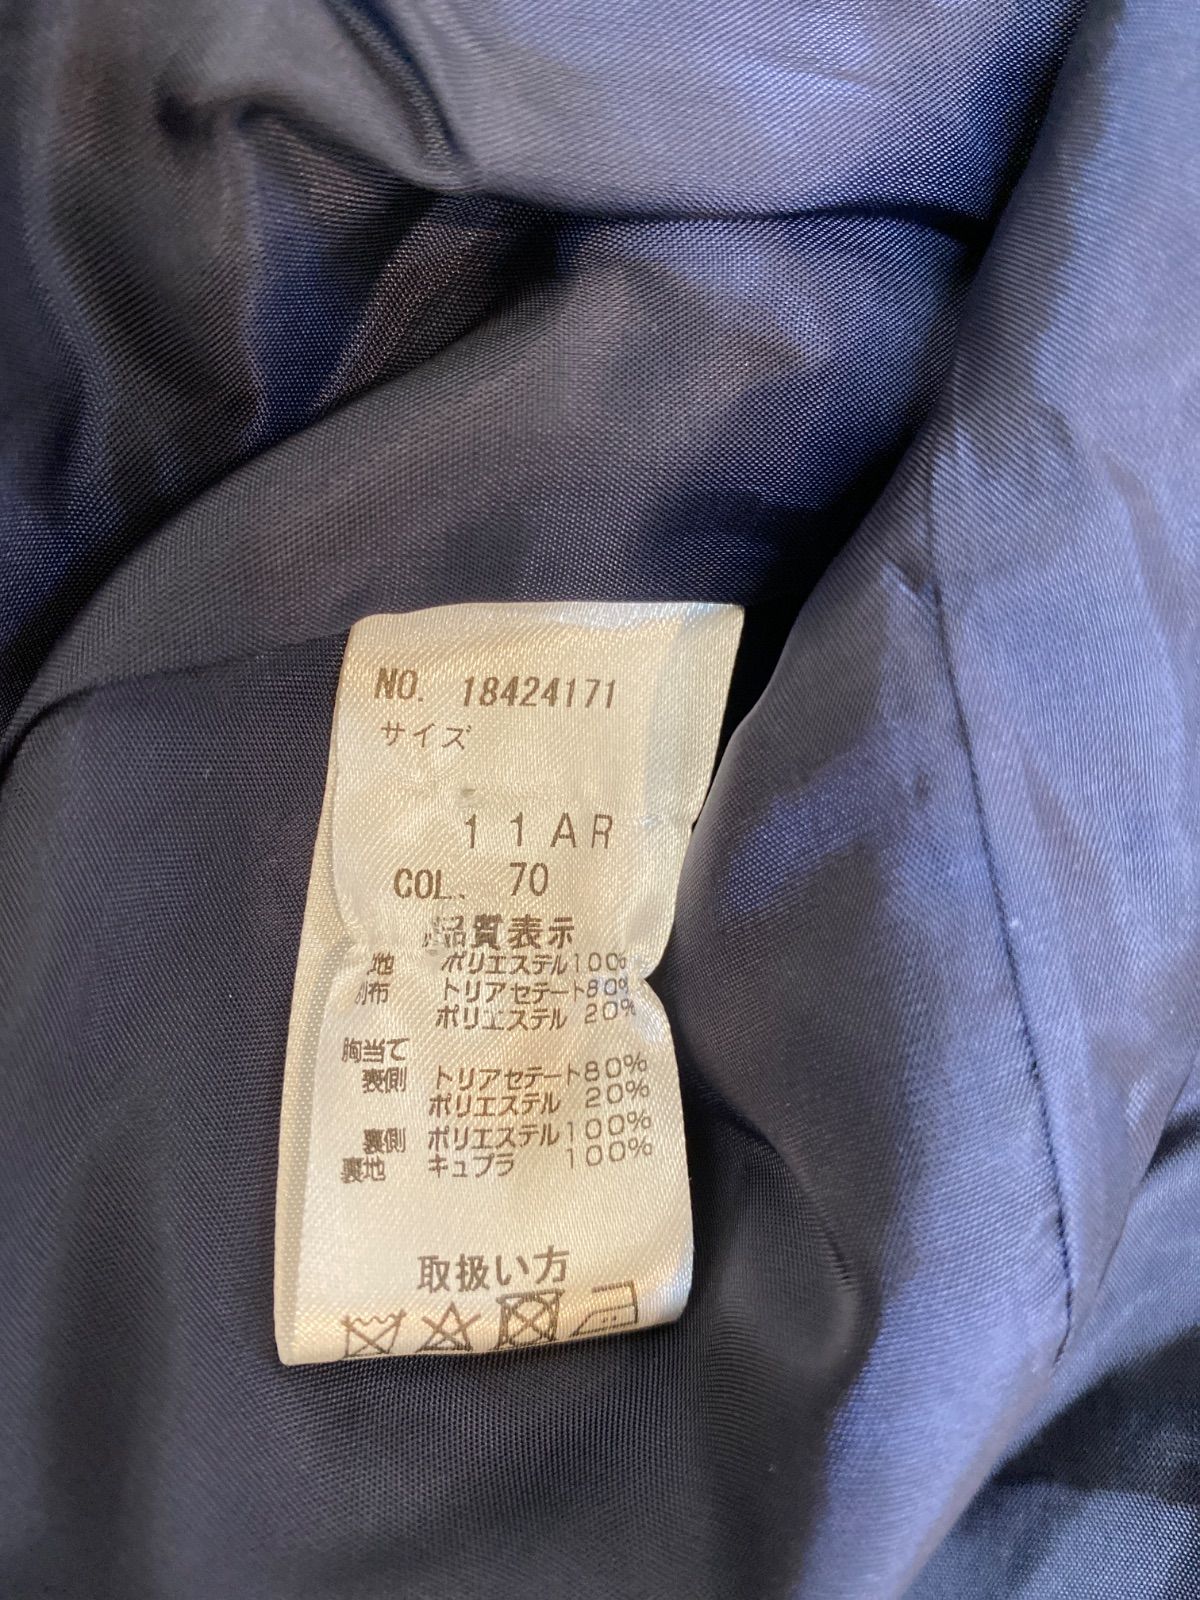 NO. 18424171
サイズ
11AR
COL. 70
品質表示
地 ポリエステル100%
別布 トリアセテート80%
ポリエステル 20%
胸当て
表側 トリアセテート80%
ポリエステル 20%
裏側 ポリエステル100%
裏地 キュプラ 100%
取扱い方